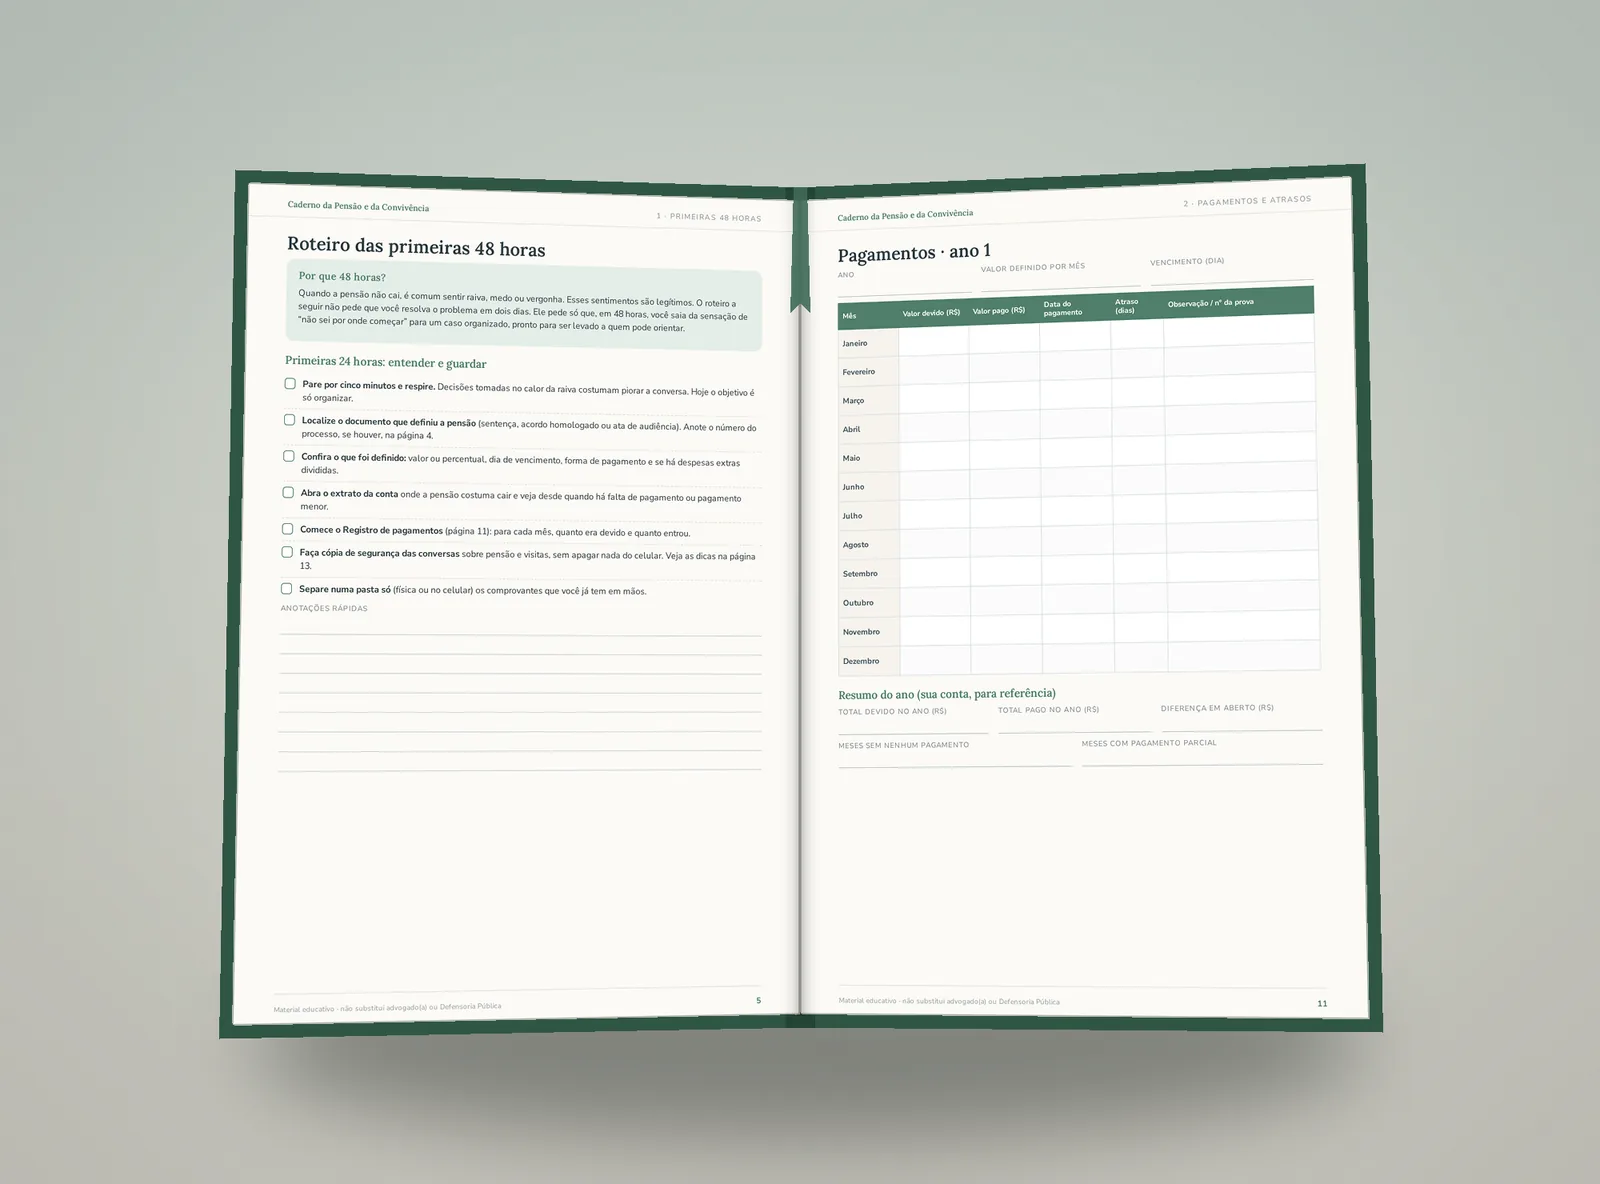 Caderno da Pensão e da Convivência
1 · PRIMEIRAS 48 HORAS
Roteiro das primeiras 48 horas
Por que 48 horas?
Quando a pensão não cai, é comum sentir raiva, medo ou vergonha. Esses sentimentos são legítimos. O roteiro a
seguir não pede que você resolva o problema em dois dias. Ele pede só que, em 48 horas, você saia da sensação de
"não sei por onde começar" para um caso organizado, pronto para ser levado a quem pode orientar.
Primeiras 24 horas: entender e guardar
Pare por cinco minutos e respire. Decisões tomadas no calor da raiva costumam piorar a conversa. Hoje o objetivo é
só organizar.
Localize o documento que definiu a pensão (sentença, acordo homologado ou ata de audiência). Anote o número do
processo, se houver, na página 4.
Confira o que foi definido: valor ou percentual, dia de vencimento, forma de pagamento e se há despesas extras
divididas.
Abra o extrato da conta onde a pensão costuma cair e veja desde quando há falta de pagamento ou pagamento
menor.
Comece o Registro de pagamentos (página 11): para cada mês, quanto era devido e quanto entrou.
Faça cópia de segurança das conversas sobre pensão e visitas, sem apagar nada do celular. Veja as dicas na página
13.
Separe numa pasta só (física ou no celular) os comprovantes que você já tem em mãos.
ANOTAÇÕES RÁPIDAS
Material educativo · não substitui advogado(a) ou Defensoria Pública
5
Caderno da Pensão e da Convivência
2 · PAGAMENTOS E ATRASOS
Pagamentos · ano 1
ANO
VALOR DEFINIDO POR MÊS
VENCIMENTO (DIA)
Mês
Valor devido (R$)
Valor pago (R$)
Data do
pagamento
Atraso
(dias)
Observação / nº da prova
Janeiro
Fevereiro
Março
Abril
Maio
Junho
Julho
Agosto
Setembro
Outubro
Novembro
Dezembro
Resumo do ano (sua conta, para referência)
TOTAL DEVIDO NO ANO (R$)
TOTAL PAGO NO ANO (R$)
DIFERENÇA EM ABERTO (R$)
MESES SEM NENHUM PAGAMENTO
MESES COM PAGAMENTO PARCIAL
Material educativo · não substitui advogado(a) ou Defensoria Pública
11